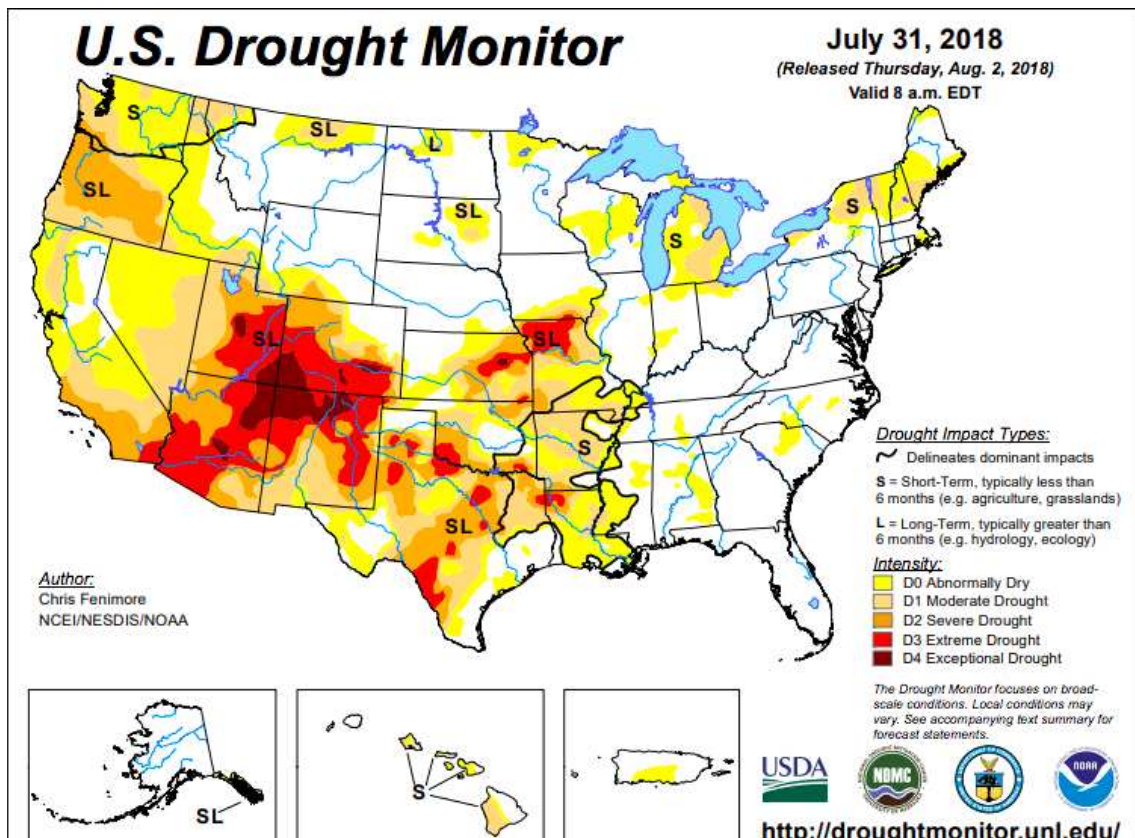 U.S. Drought Monitor
July 31, 2018
(Released Thursday, Aug. 2, 2018)
Valid 8 a.m. EDT
S
SL
L
SL
SL
S
S
SL
SL
S
SL
Drought Impact Types:
Delineates dominant impacts
S = Short-Term, typically less than
6 months (e.g. agriculture, grasslands)
L = Long-Term, typically greater than
6 months (e.g. hydrology, ecology)
Intensity:
D0 Abnormally Dry
D1 Moderate Drought
D2 Severe Drought
D3 Extreme Drought
D4 Exceptional Drought
Author:
Chris Fenimore
NCEI/NESDIS/NOAA
The Drought Monitor focuses on broad-
scale conditions. Local conditions may
vary. See accompanying text summary for
forecast statements.
SL
S
USDA
NDMC
NOAA
http://droughtmonitor.unl.edu/